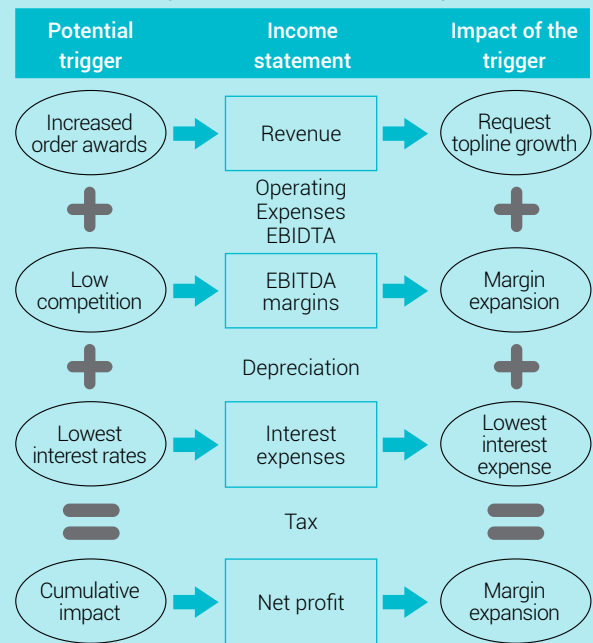 Potential
trigger
Income
statement
Impact of the
trigger
Increased
order awards
Revenue
Request
topline growth
Operating
Expenses
EBIDTA
Low
competition
EBITDA
margins
Margin
expansion
Depreciation
Lowest
interest rates
Interest
expenses
Lowest
interest
expense
Tax
Cumulative
impact
Net profit
Margin
expansion